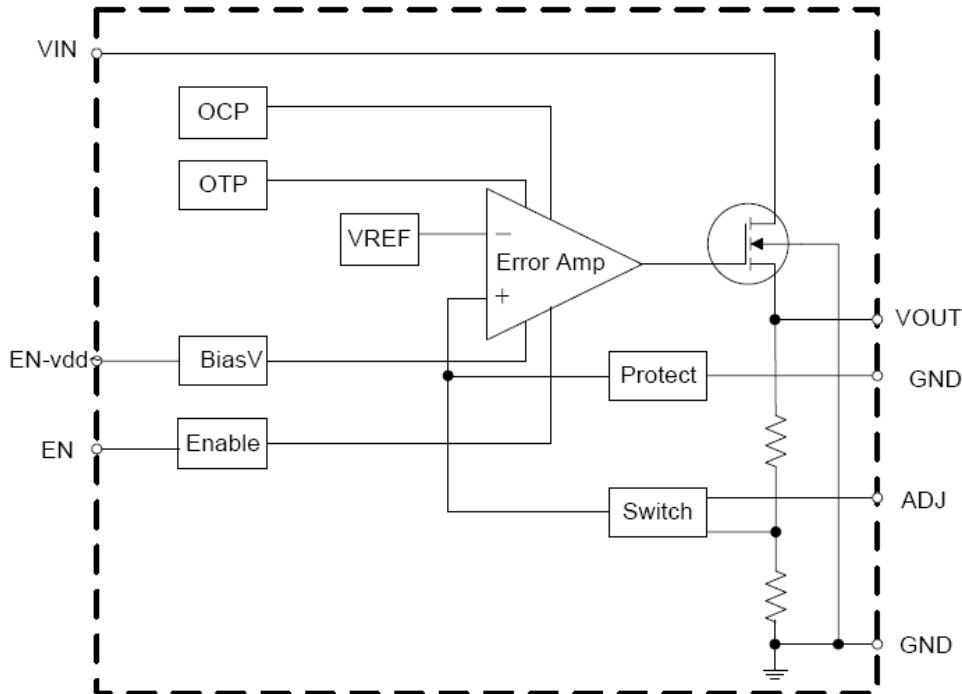 VIN
OCP
OTP
VREF
−
Error Amp
+
VOUT
EN-vdd
BiasV
Protect
GND
EN
Enable
ADJ
Switch
GND